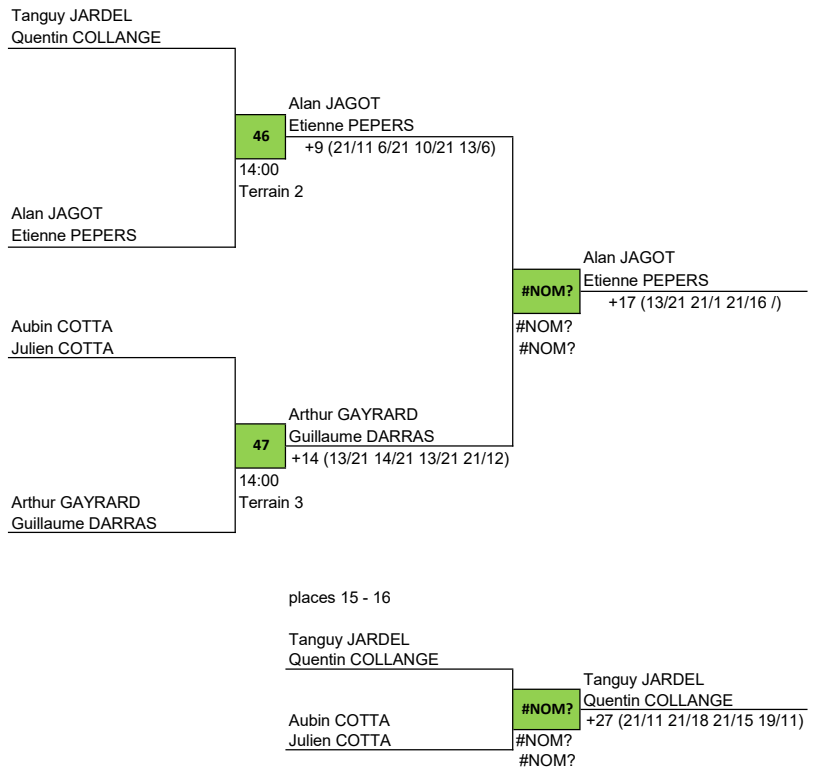 Tanguy JARDEL
Quentin COLLANGE
Alan JAGOT
46
Etienne PEPERS
+9 (21/11 6/21 10/21 13/6)
14:00
Terrain 2
Alan JAGOT
Etienne PEPERS
Alan JAGOT
#NOM?
Etienne PEPERS
+17 (13/21 21/1 21/16 /)
#NOM?
#NOM?
Aubin COTTA
Julien COTTA
Arthur GAYRARD
47
Guillaume DARRAS
+14 (13/21 14/21 13/21 21/12)
14:00
Terrain 3
Arthur GAYRARD
Guillaume DARRAS
places 15 - 16
Tanguy JARDEL
Quentin COLLANGE
Tanguy JARDEL
#NOM?
Quentin COLLANGE
+27 (21/11 21/18 21/15 19/11)
Aubin COTTA
Julien COTTA
#NOM?
#NOM?